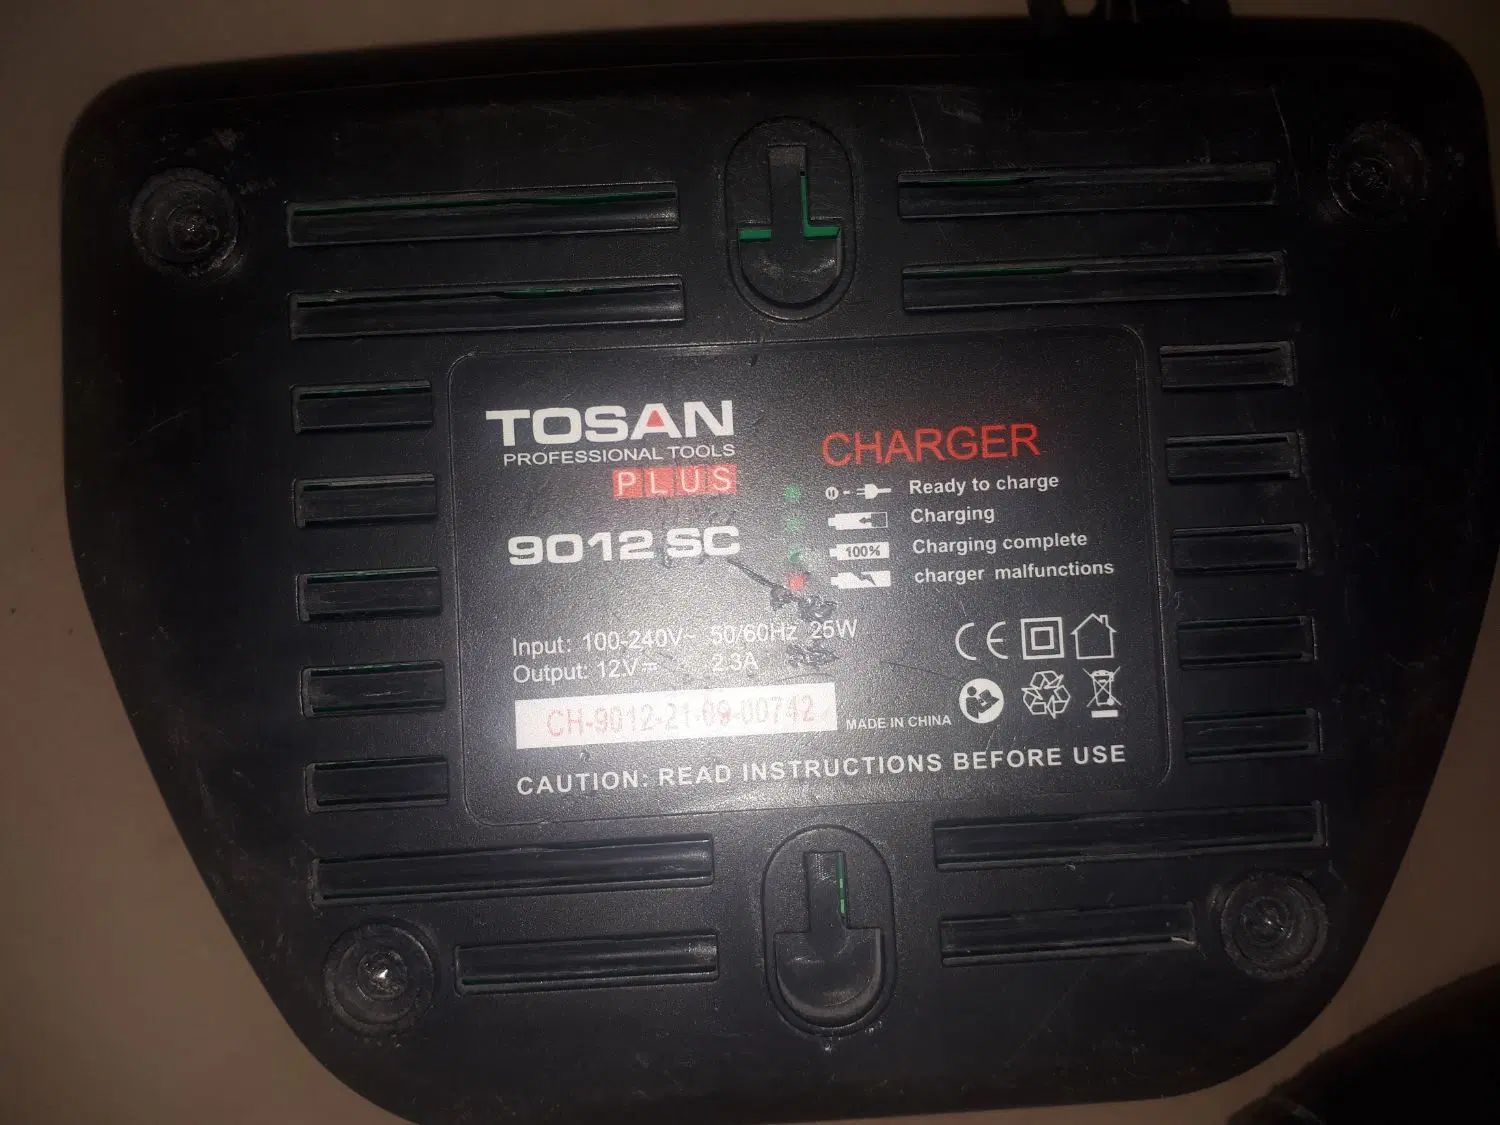 TOSAN
PROFESSIONAL TOOLS
PLUS
9012 SC
CHARGER
Ready to charge
Charging
100% Charging complete
charger malfunctions
Input: 100-240V~ 50/60Hz 25W
Output: 12V⎓ 2.3A
CH-9012-21-09-00742
MADE IN CHINA
CE
CAUTION: READ INSTRUCTIONS BEFORE USE